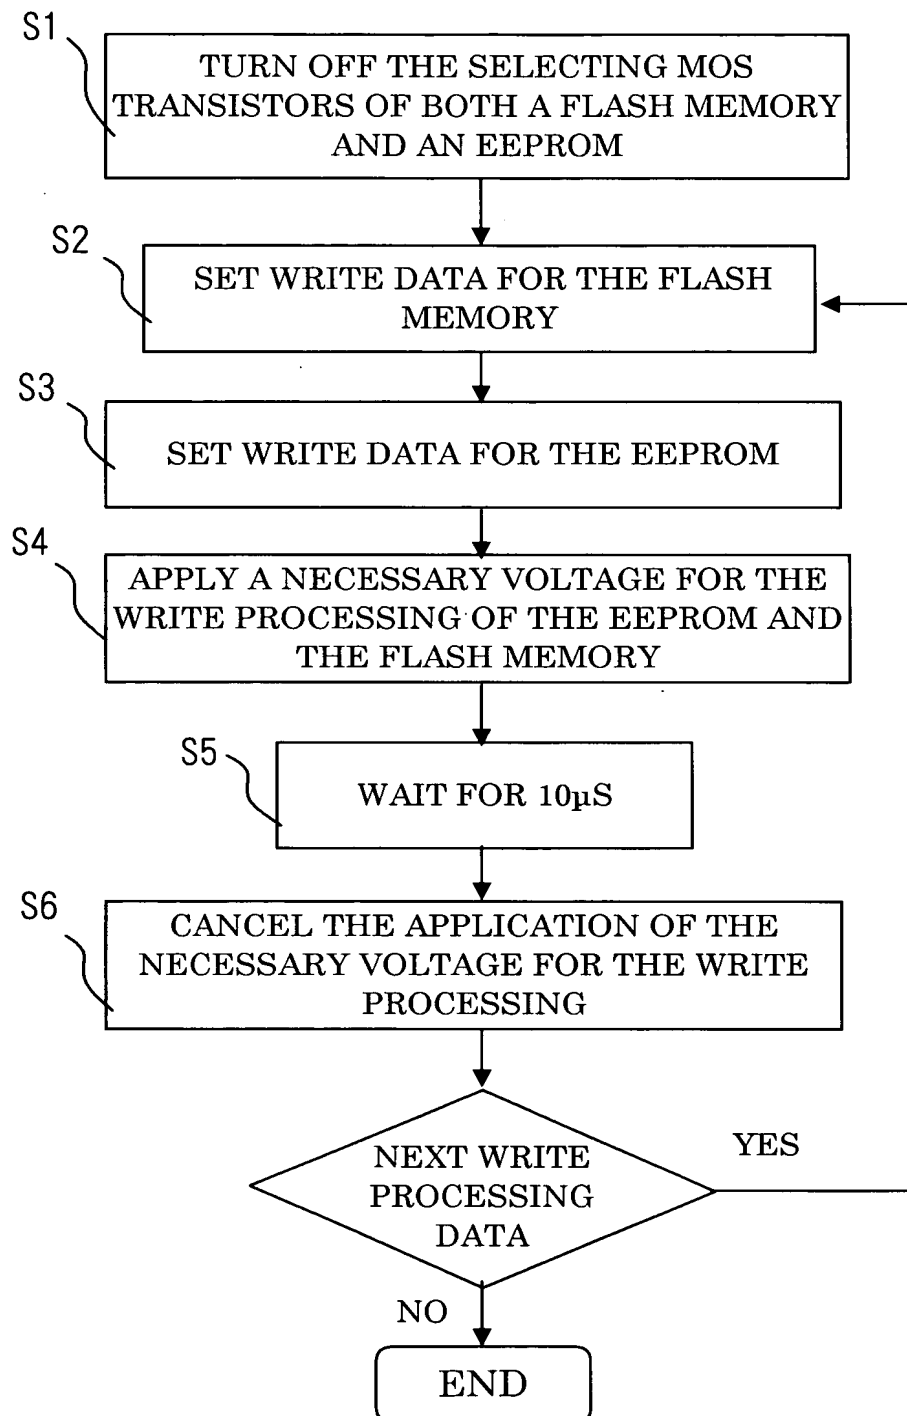 S1
TURN OFF THE SELECTING MOS
TRANSISTORS OF BOTH A FLASH MEMORY
AND AN EEPROM
S2
SET WRITE DATA FOR THE FLASH
MEMORY
S3
SET WRITE DATA FOR THE EEPROM
S4
APPLY A NECESSARY VOLTAGE FOR THE
WRITE PROCESSING OF THE EEPROM AND
THE FLASH MEMORY
S5
WAIT FOR 10µS
S6
CANCEL THE APPLICATION OF THE
NECESSARY VOLTAGE FOR THE WRITE
PROCESSING
NEXT WRITE
PROCESSING
DATA
YES
NO
END